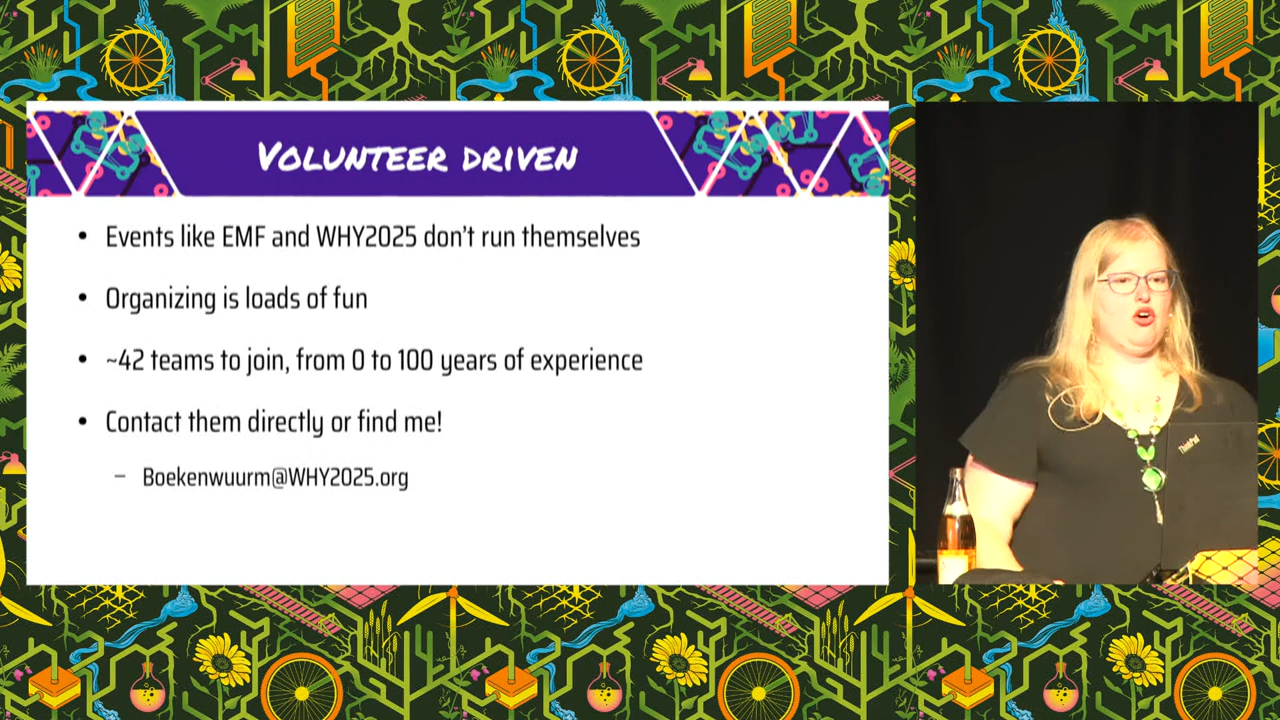 VOLUNTEER DRIVEN
• Events like EMF and WHY2025 don't run themselves
• Organizing is loads of fun
• ~42 teams to join, from 0 to 100 years of experience
• Contact them directly or find me!
– Boekenwuurm@WHY2025.org
ThinkPad